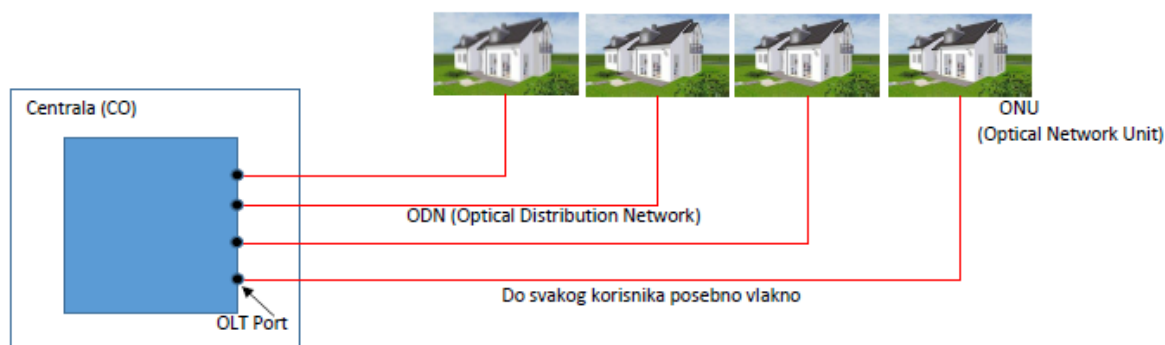 Centrala (CO)
ONU
(Optical Network Unit)
ODN (Optical Distribution Network)
Do svakog korisnika posebno vlakno
OLT Port